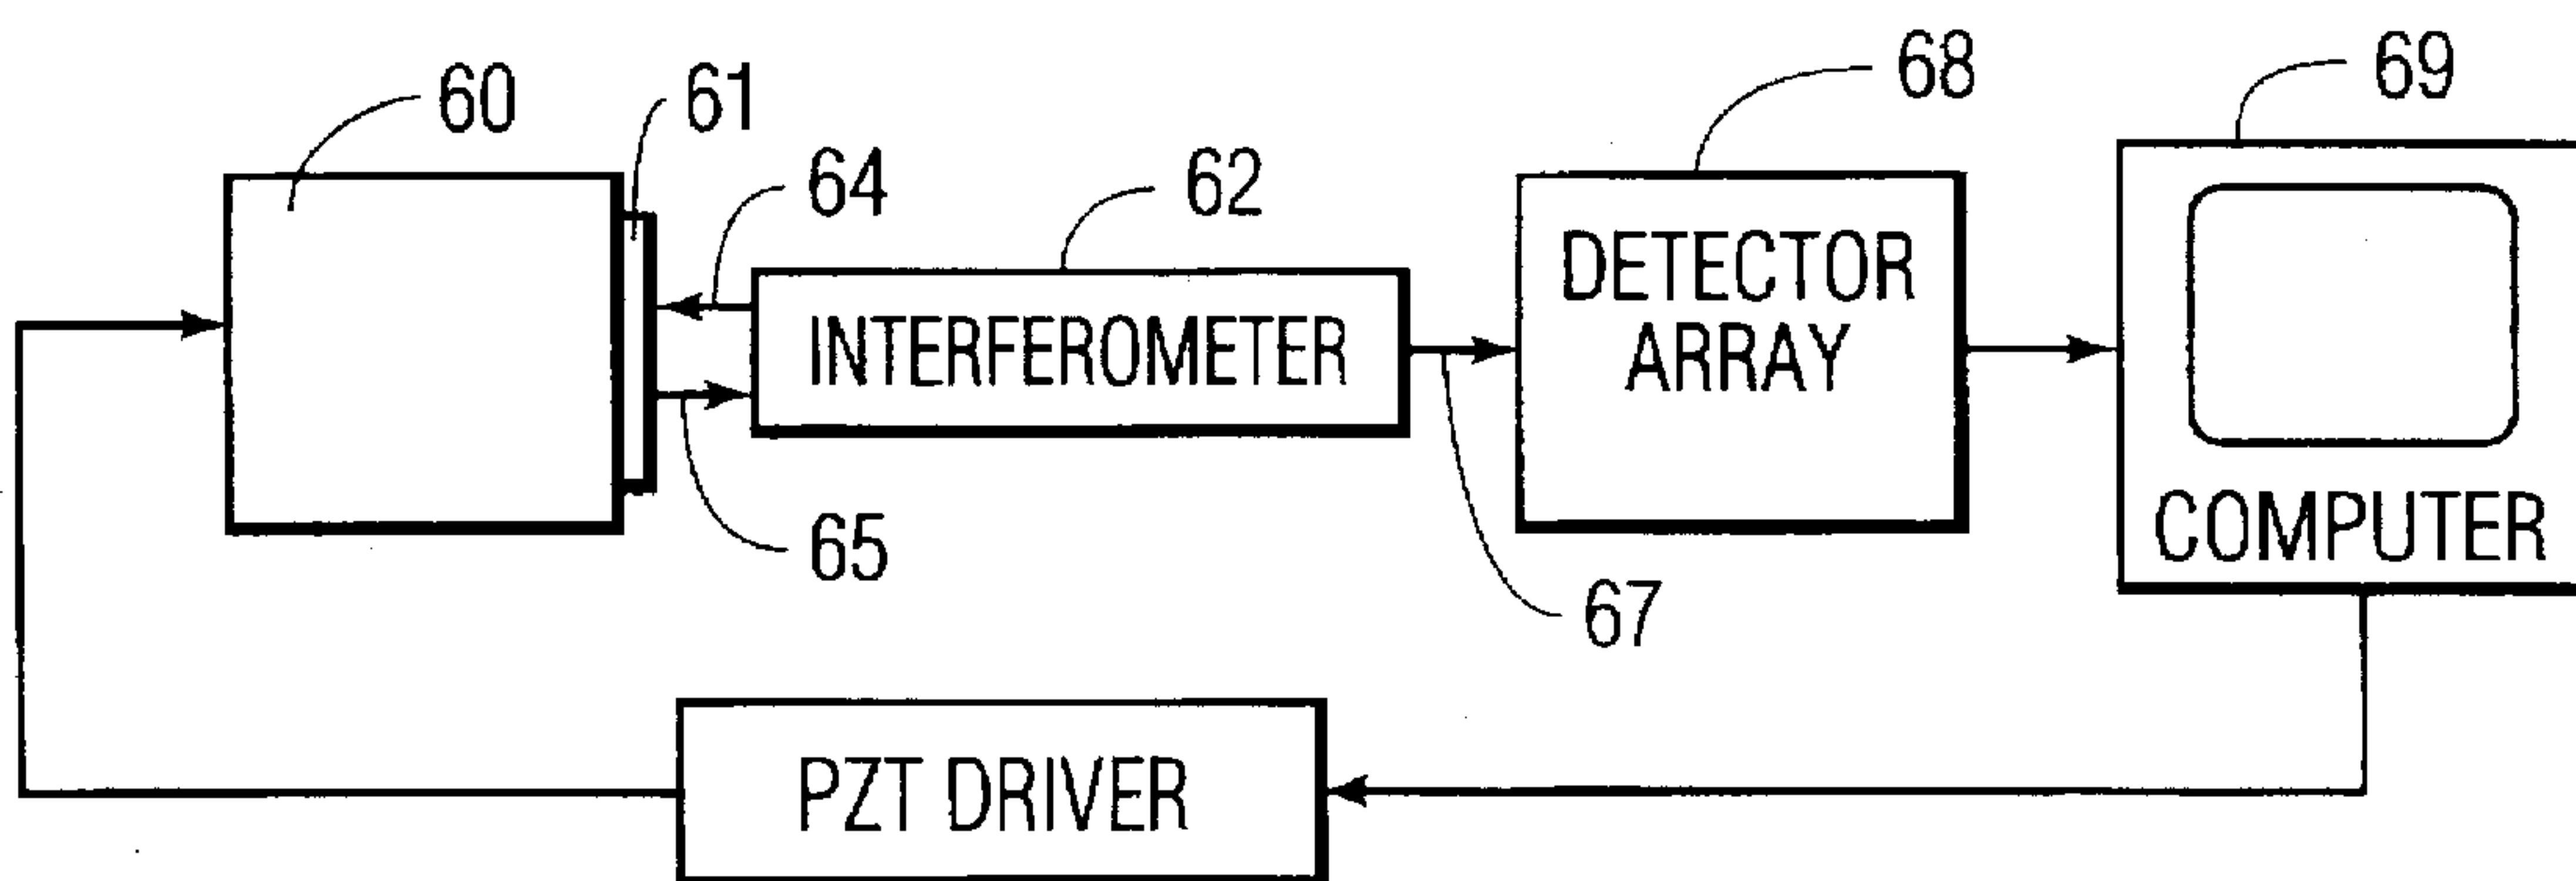 60
61
64
62
68
69
INTERFEROMETER
DETECTOR
ARRAY
COMPUTER
65
67
PZT DRIVER